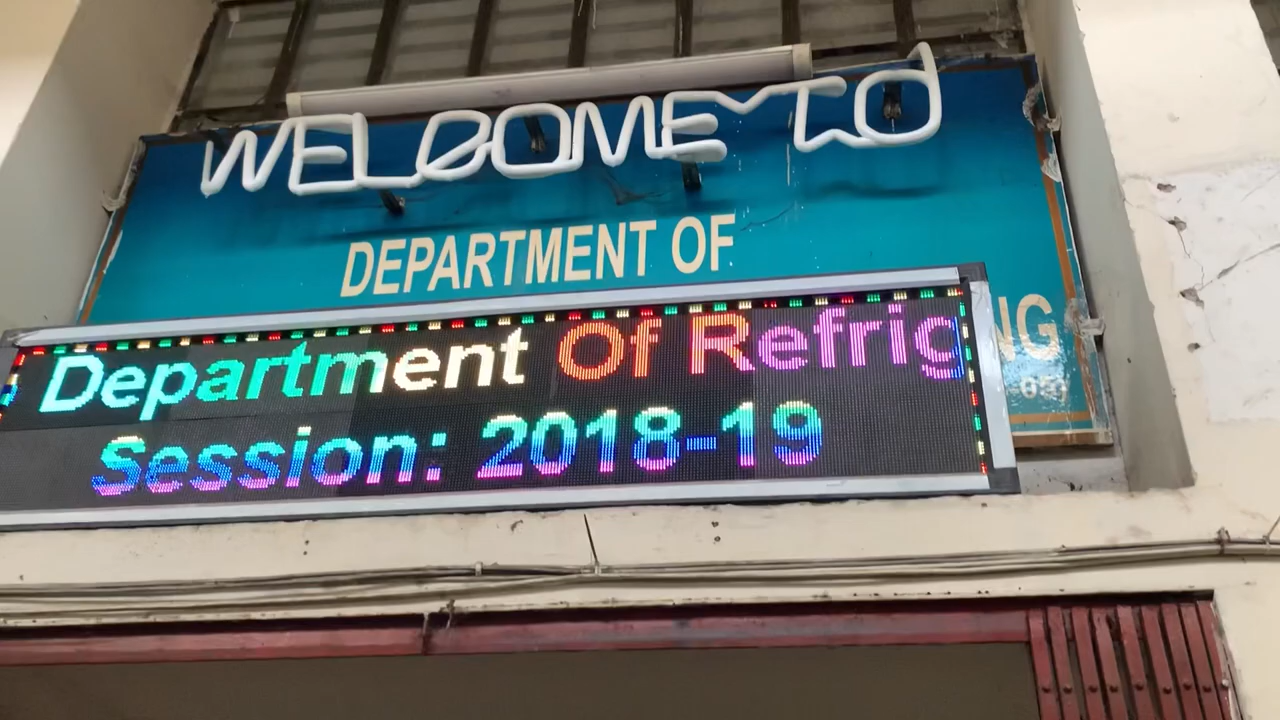 WELCOME TO
DEPARTMENT OF
NG
Department Of Refrig
Session: 2018-19